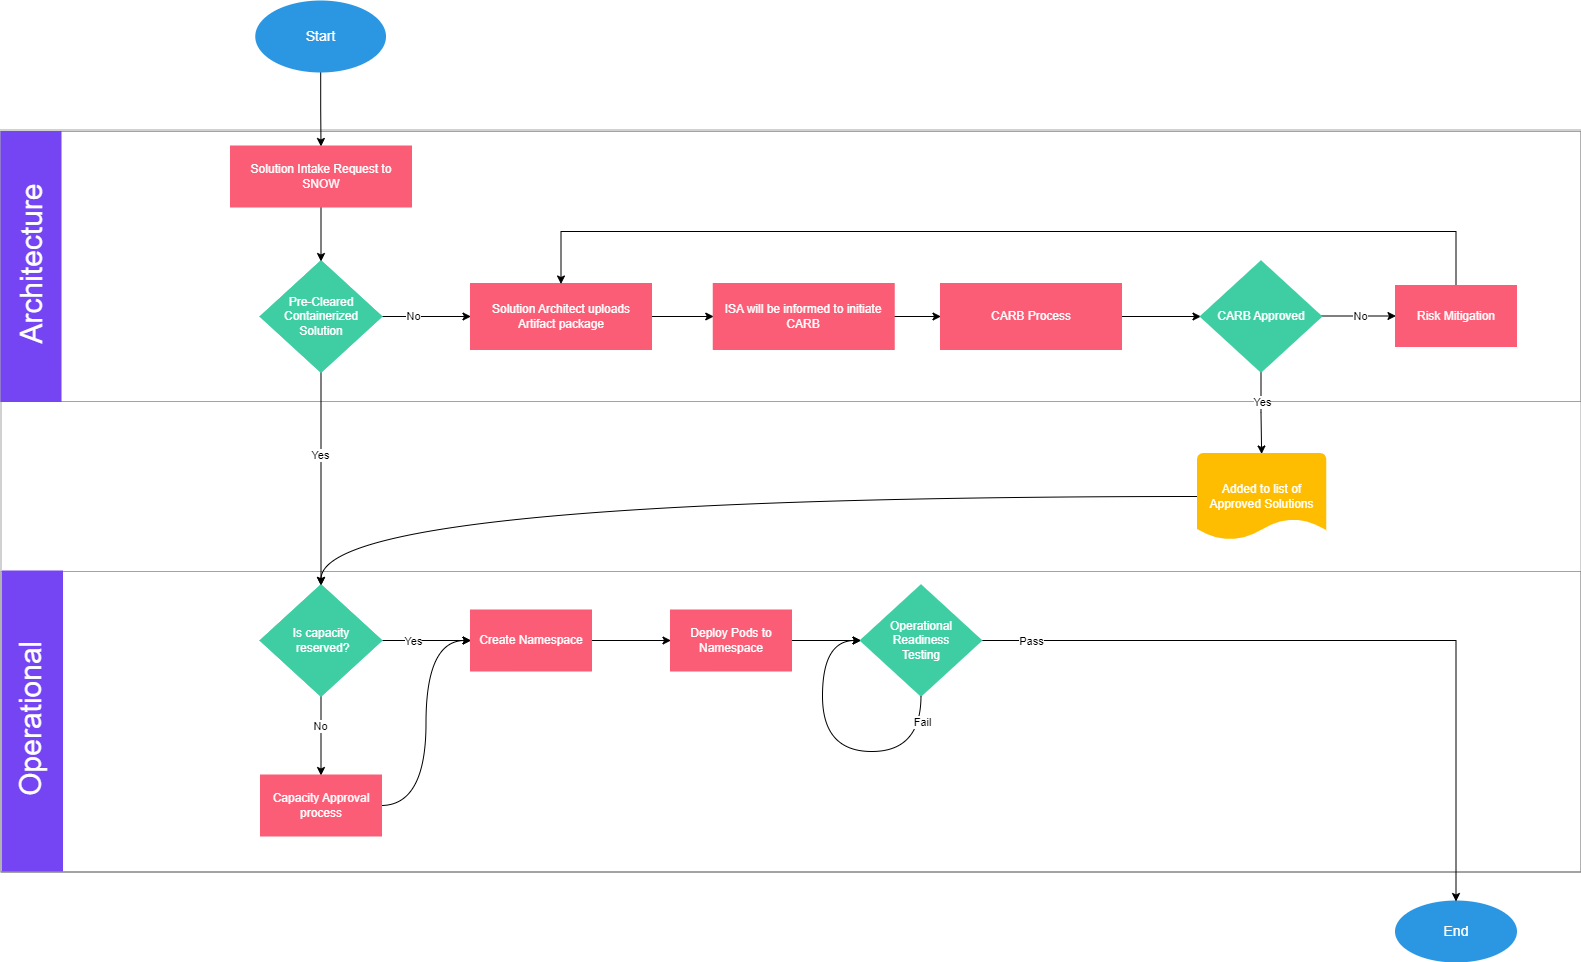 Start
Architecture
Solution Intake Request to
SNOW
Pre-Cleared
Containerized
Solution
No
Solution Architect uploads
Artifact package
ISA will be informed to initiate
CARB
CARB Process
CARB Approved
No
Risk Mitigation
Yes
Yes
Added to list of
Approved Solutions
Operational
Is capacity
reserved?
Yes
Create Namespace
Deploy Pods to
Namespace
Operational
Readiness
Testing
Pass
Fail
No
Capacity Approval
process
End